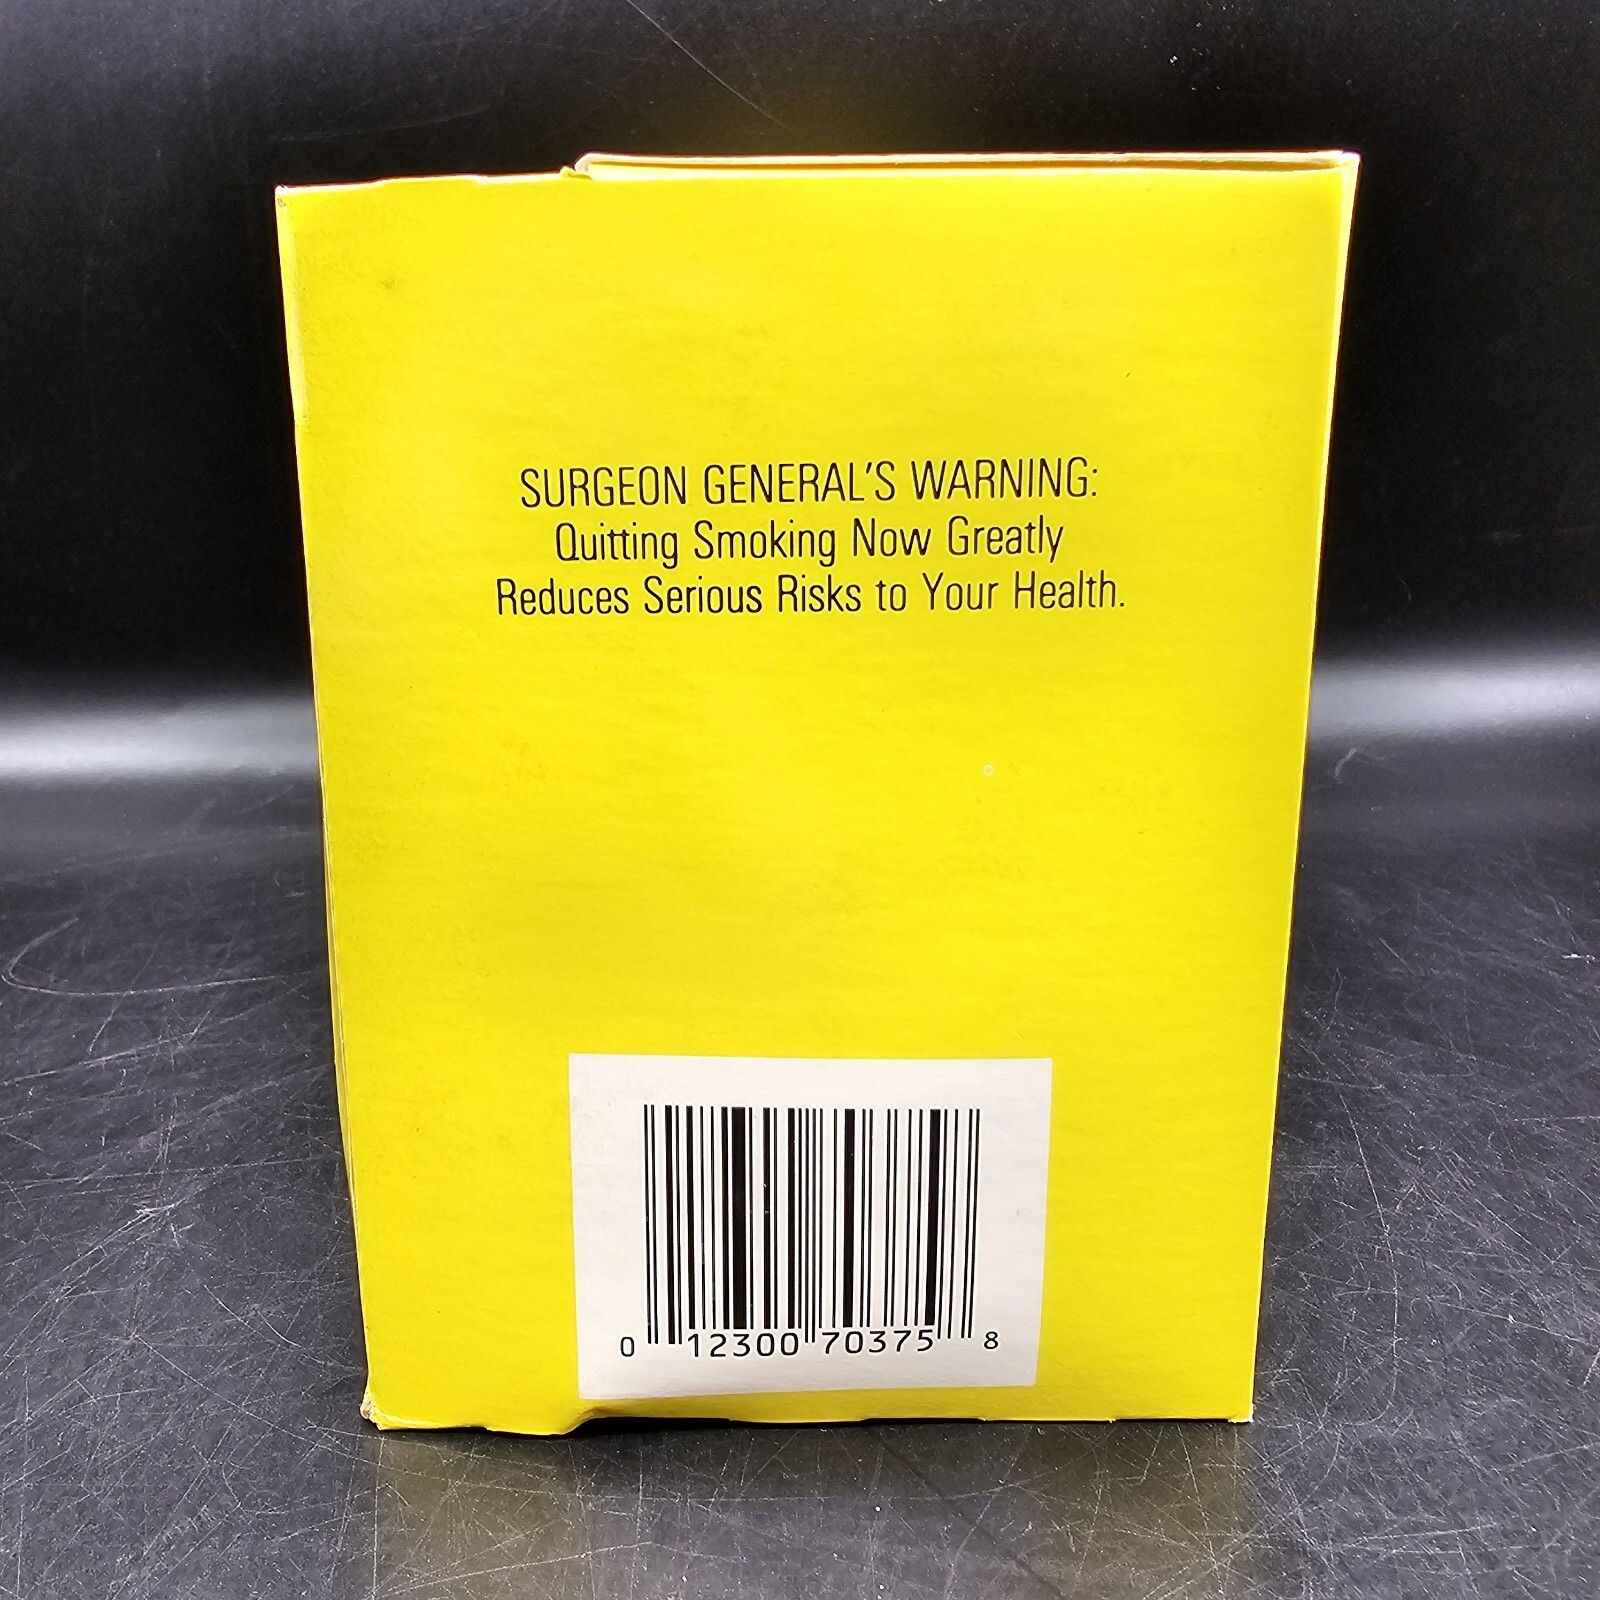 SURGEON GENERAL'S WARNING:
Quitting Smoking Now Greatly
Reduces Serious Risks to Your Health.
0 12300 70375 8